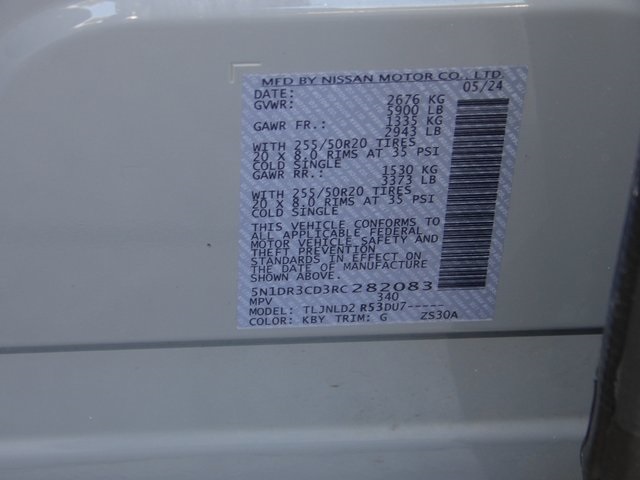 MFD BY NISSAN MOTOR CO., LTD.
DATE: 05/24
GVWR: 2676 KG
5900 LB
GAWR FR.: 1335 KG
2943 LB
WITH 255/50R20 TIRES
20 X 8.0 RIMS AT 35 PSI
COLD SINGLE
GAWR RR.: 1530 KG
3373 LB
WITH 255/50R20 TIRES
20 X 8.0 RIMS AT 35 PSI
COLD SINGLE
THIS VEHICLE CONFORMS TO
ALL APPLICABLE FEDERAL
MOTOR VEHICLE SAFETY AND
THEFT PREVENTION
STANDARDS IN EFFECT ON
THE DATE OF MANUFACTURE
SHOWN ABOVE.
5N1DR3CD3RC282083
MPV 340
MODEL: TLJNLD2 R53DU7-----
COLOR: KBY TRIM: G ZS30A